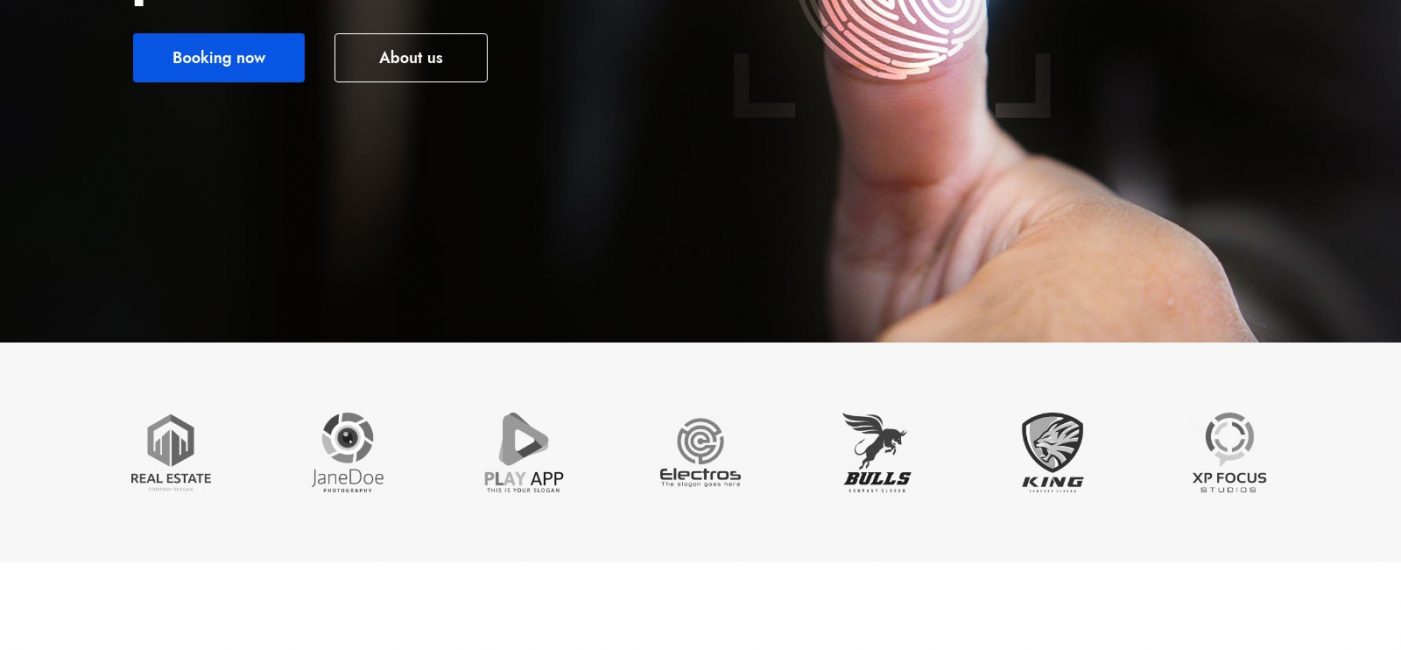 Booking now
About us
REAL ESTATE
COMPANY SLOGAN
JaneDoe
PHOTOGRAPHY
PLAY APP
THIS IS YOUR SLOGAN
Electros
The slogan goes here
BULLS
COMPANY SLOGAN
KING
COMPANY SLOGAN
XP FOCUS
STUDIOS